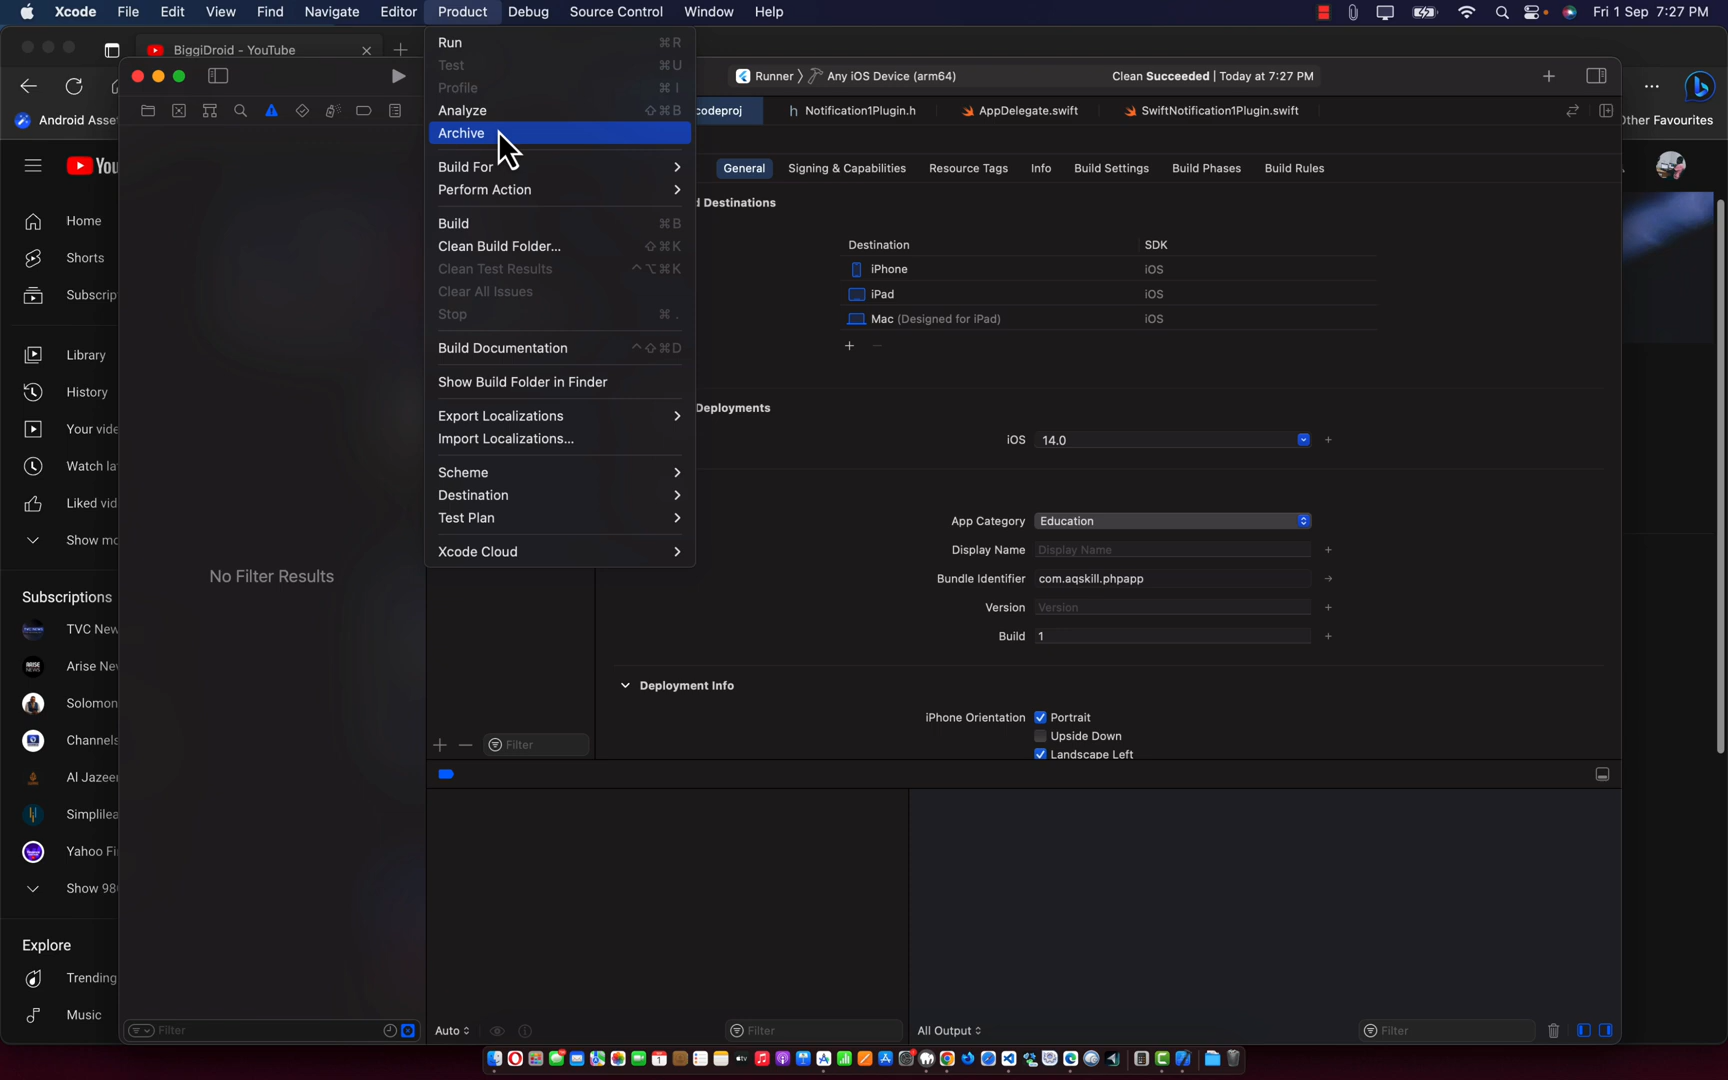 Xcode File Edit View Find Navigate Editor Product Debug Source Control Window Help Fri 1 Sep 7:27 PM
BiggiDroid - YouTube
Android Asse
Other Favourites
You
Home
Shorts
Subscrip
Library
History
Your vide
Watch la
Liked vid
Show mo
Subscriptions
TVC New
Arise Ne
Solomon
Channels
Al Jazee
Simplilea
Yahoo Fi
Show 98
Explore
Trending
Music
No Filter Results
Filter
Run ⌘R
Test ⌘U
Profile ⌘I
Analyze ⇧⌘B
Archive
Build For
Perform Action
Build ⌘B
Clean Build Folder... ⇧⌘K
Clean Test Results ^⌥⌘K
Clear All Issues
Stop ⌘.
Build Documentation ^⇧⌘D
Show Build Folder in Finder
Export Localizations
Import Localizations...
Scheme
Destination
Test Plan
Xcode Cloud
Runner Any iOS Device (arm64) Clean Succeeded | Today at 7:27 PM
codeproj h Notification1Plugin.h AppDelegate.swift SwiftNotification1Plugin.swift
General Signing & Capabilities Resource Tags Info Build Settings Build Phases Build Rules
d Destinations
Destination SDK
iPhone iOS
iPad iOS
Mac (Designed for iPad) iOS
Deployments
iOS 14.0
App Category Education
Display Name Display Name
Bundle Identifier com.aqskill.phpapp
Version Version
Build 1
Deployment Info
iPhone Orientation Portrait
Upside Down
Landscape Left
Filter
Auto Filter All Output Filter